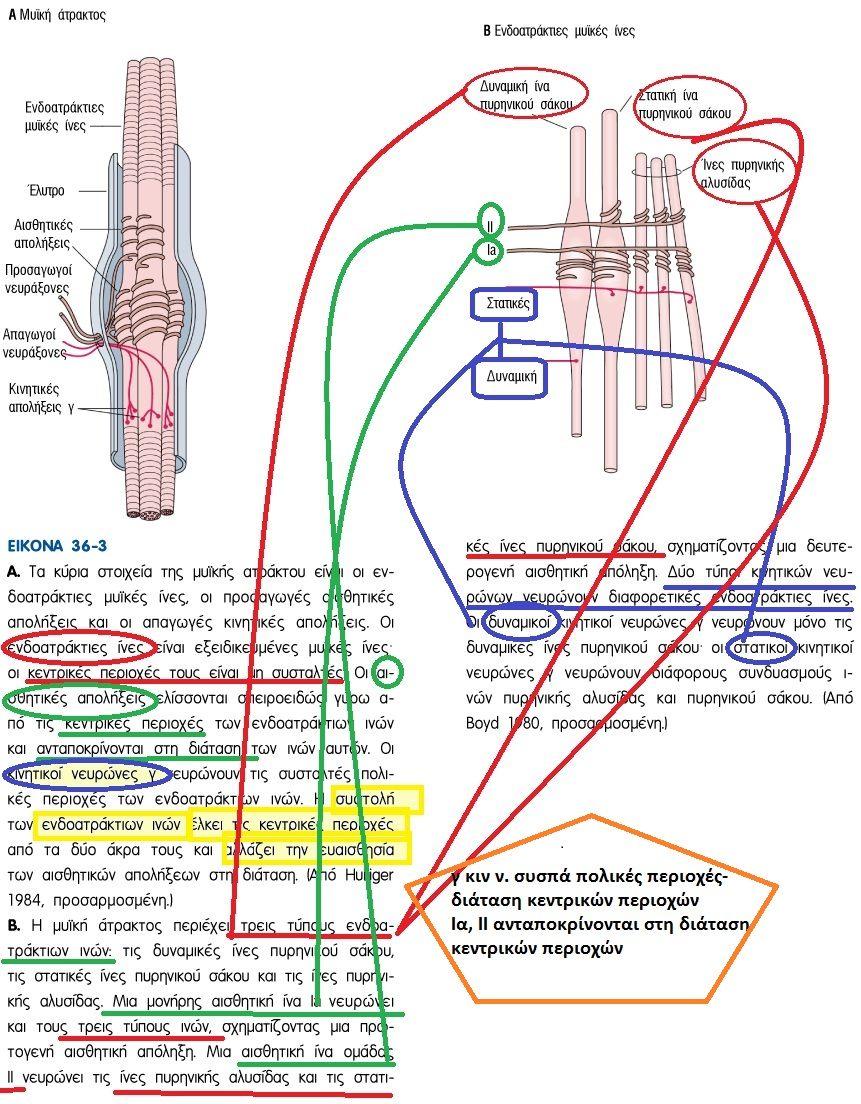 Α Μυϊκή άτρακτος
Ενδοατράκτιες
μυϊκές ίνες
Έλυτρο
Αισθητικές
απολήξεις
Προσαγωγοί
νευράξονες
Απαγωγοί
νευράξονες
Κινητικές
απολήξεις γ
Β Ενδοατράκτιες μυϊκές ίνες
Δυναμική ίνα
πυρηνικού σάκου
Στατική ίνα
πυρηνικού σάκου
Ίνες πυρηνικής
αλυσίδας
II
Ia
Στατικές
Δυναμική
ΕΙΚΟΝΑ 36-3
Α. Τα κύρια στοιχεία της μυϊκής ατράκτου είναι οι εν-
δοατράκτιες μυϊκές ίνες, οι προσαγωγές αισθητικές
απολήξεις και οι απαγωγές κινητικές απολήξεις. Οι
ενδοατράκτιες ίνες είναι εξειδικευμένες μυϊκές ίνες·
οι κεντρικές περιοχές τους είναι μη συσταλτές. Οι αι-
σθητικές απολήξεις ελίσσονται σπειροειδώς γύρω α-
πό τις κεντρικές περιοχές των ενδοατράκτιων ινών
και ανταποκρίνονται στη διάταση των ινών αυτών. Οι
κινητικοί νευρώνες γ νευρώνουν τις συσταλτές πολι-
κές περιοχές των ενδοατράκτιων ινών. Η συστολή
των ενδοατράκτιων ινών έλκει τις κεντρικές περιοχές
από τα δύο άκρα τους και αλλάζει την ευαισθησία
των αισθητικών απολήξεων στη διάταση. (Από Hulliger
1984, προσαρμοσμένη.)
Β. Η μυϊκή άτρακτος περιέχει τρεις τύπους ενδοα-
τράκτιων ινών: τις δυναμικές ίνες πυρηνικού σάκου,
τις στατικές ίνες πυρηνικού σάκου και τις ίνες πυρηνι-
κής αλυσίδας. Μια μονήρης αισθητική ίνα Ia νευρώνει
και τους τρεις τύπους ινών, σχηματίζοντας μια πρω-
τογενή αισθητική απόληξη. Μια αισθητική ίνα ομάδας
II νευρώνει τις ίνες πυρηνικής αλυσίδας και τις στατι-
κές ίνες πυρηνικού σάκου, σχηματίζοντας μια δευτε-
ρογενή αισθητική απόληξη. Δύο τύποι κινητικών νευ-
ρώνων νευρώνουν διαφορετικές ενδοατράκτιες ίνες.
Οι δυναμικοί κινητικοί νευρώνες γ νευρώνουν μόνο τις
δυναμικές ίνες πυρηνικού σάκου· οι στατικοί κινητικοί
νευρώνες γ νευρώνουν διάφορους συνδυασμούς ι-
νών πυρηνικής αλυσίδας και πυρηνικού σάκου. (Από
Boyd 1980, προσαρμοσμένη.)
γ κιν ν. συσπά πολικές περιοχές-
διάταση κεντρικών περιοχών
Ia, II ανταποκρίνονται στη διάταση
κεντρικών περιοχών